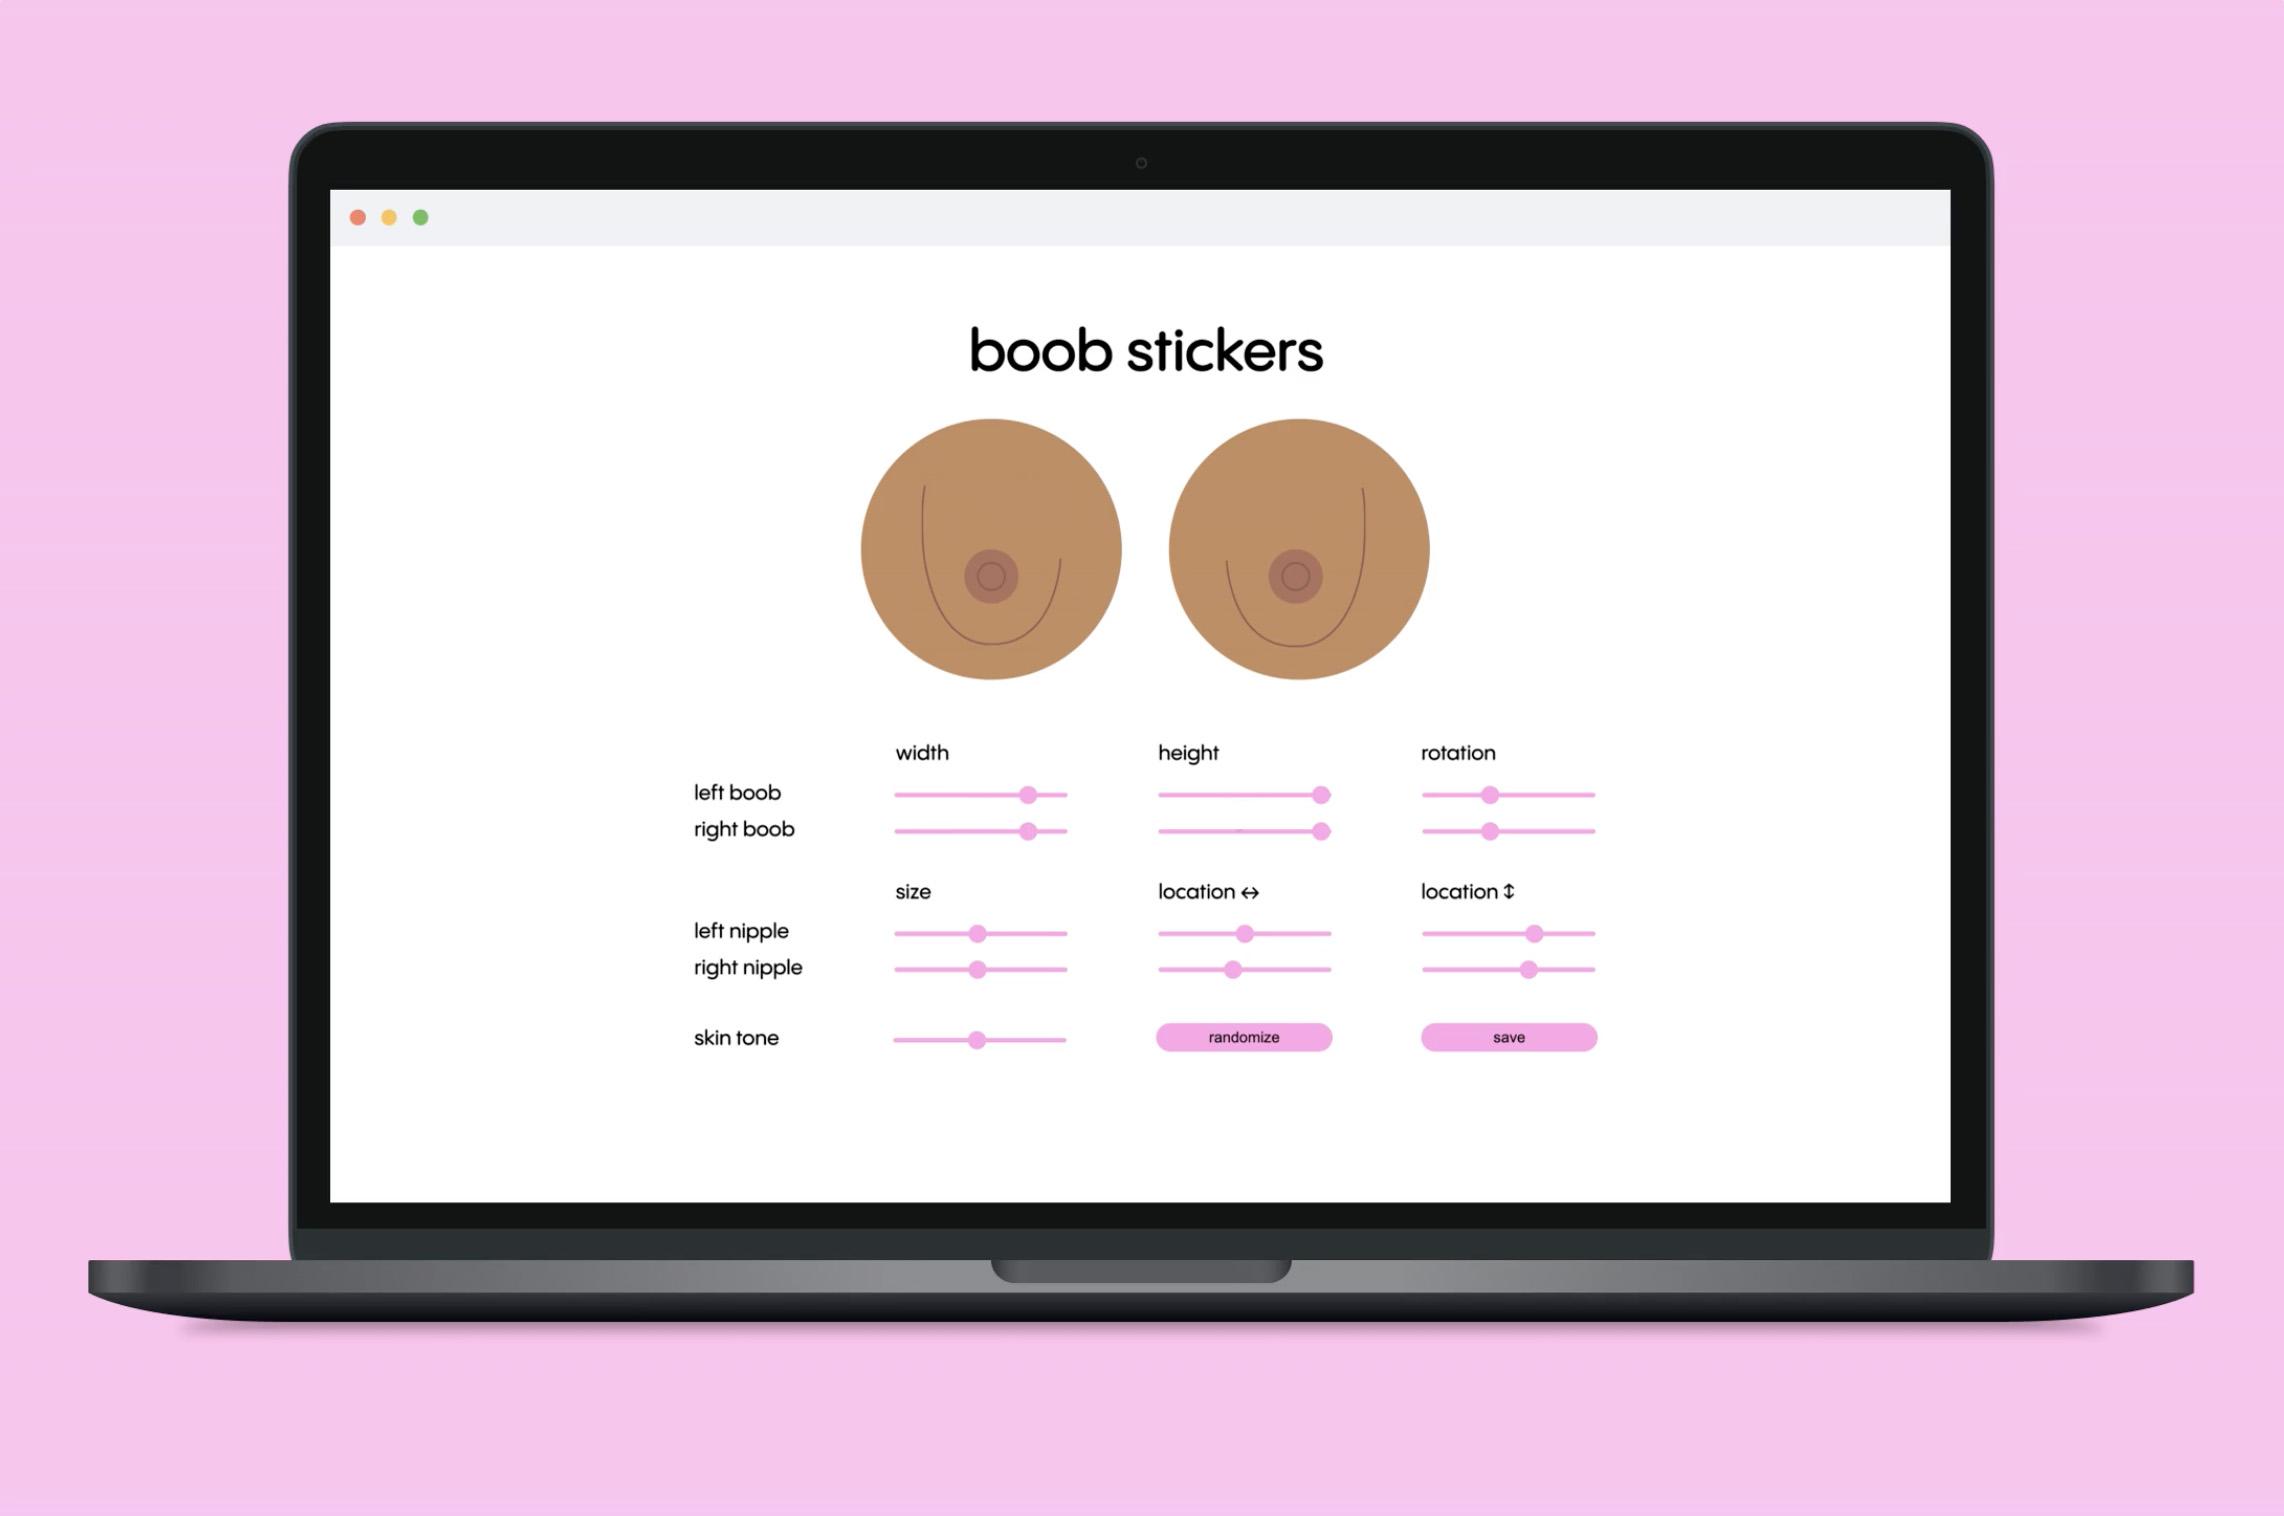 boob stickers
width height rotation
left boob
right boob
size location ↔ location ↕
left nipple
right nipple
skin tone randomize save